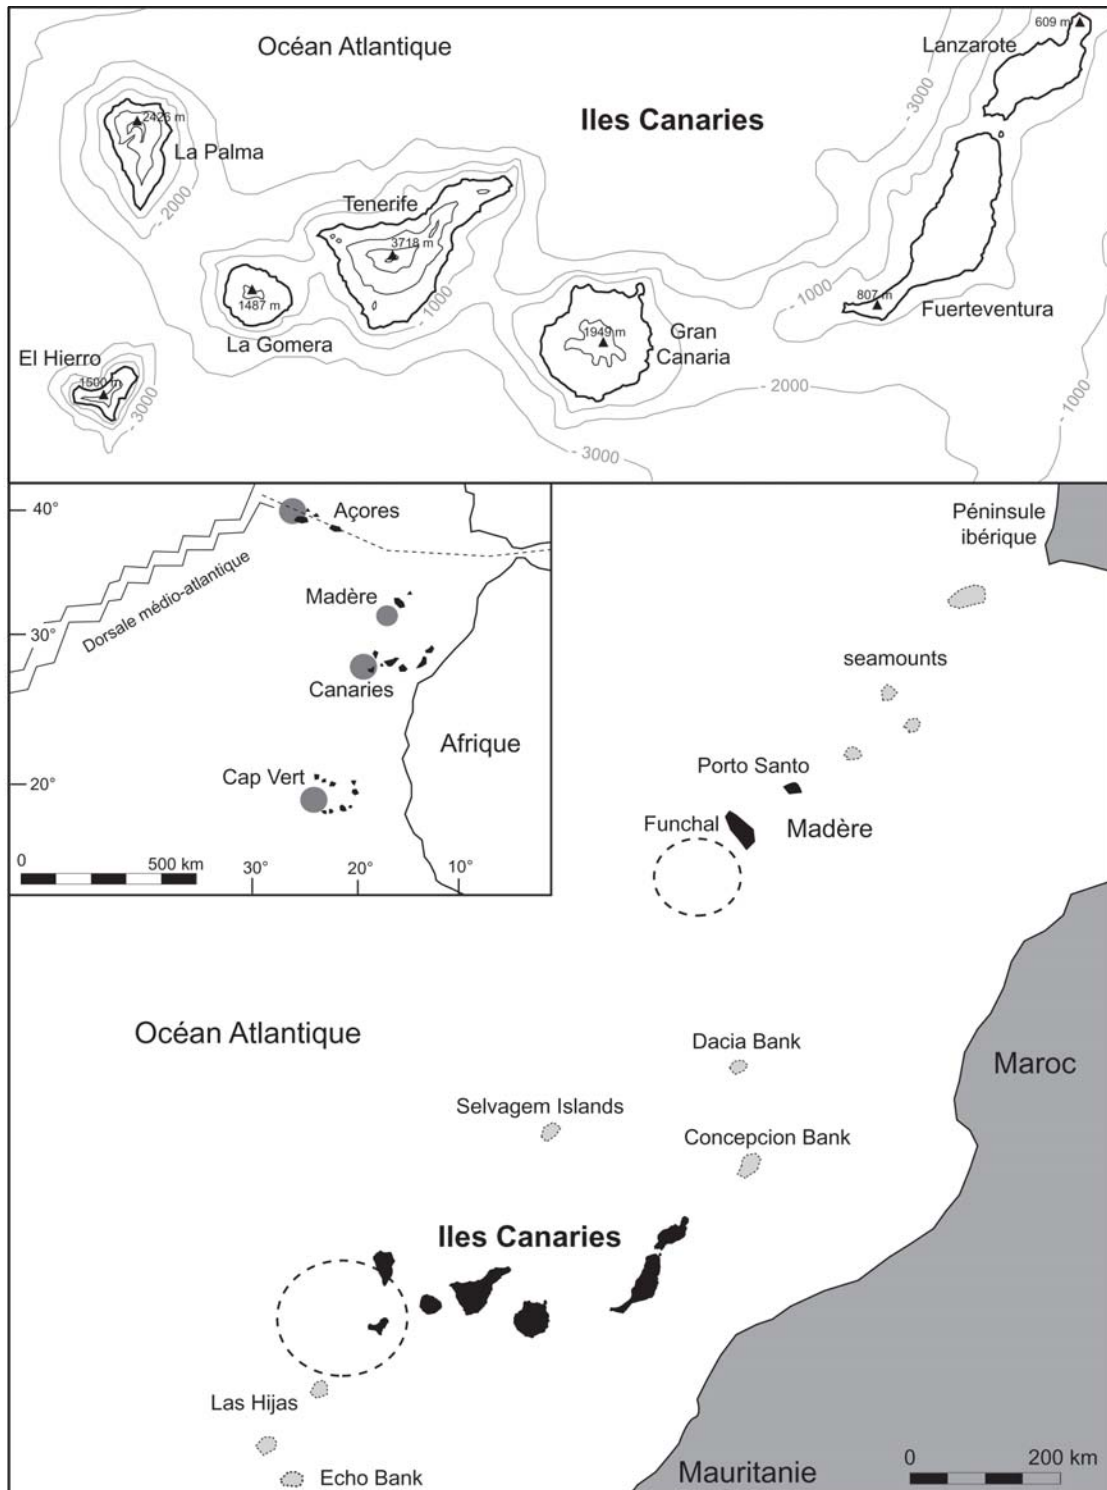 Océan Atlantique
Iles Canaries
Lanzarote
609 m
- 3000
2426 m
La Palma
- 2000
Tenerife
3718 m
1487 m
La Gomera
- 1000
1949 m
Gran
Canaria
- 1000
807 m
Fuerteventura
El Hierro
1500 m
- 3000
- 2000
- 3000
- 1000
40°
Açores
Dorsale médio-atlantique
Madère
30°
Canaries
Afrique
Cap Vert
20°
0
500 km
30°
20°
10°
Péninsule
ibérique
seamounts
Porto Santo
Funchal
Madère
Océan Atlantique
Dacia Bank
Maroc
Selvagem Islands
Concepcion Bank
Iles Canaries
Las Hijas
Echo Bank
Mauritanie
0
200 km